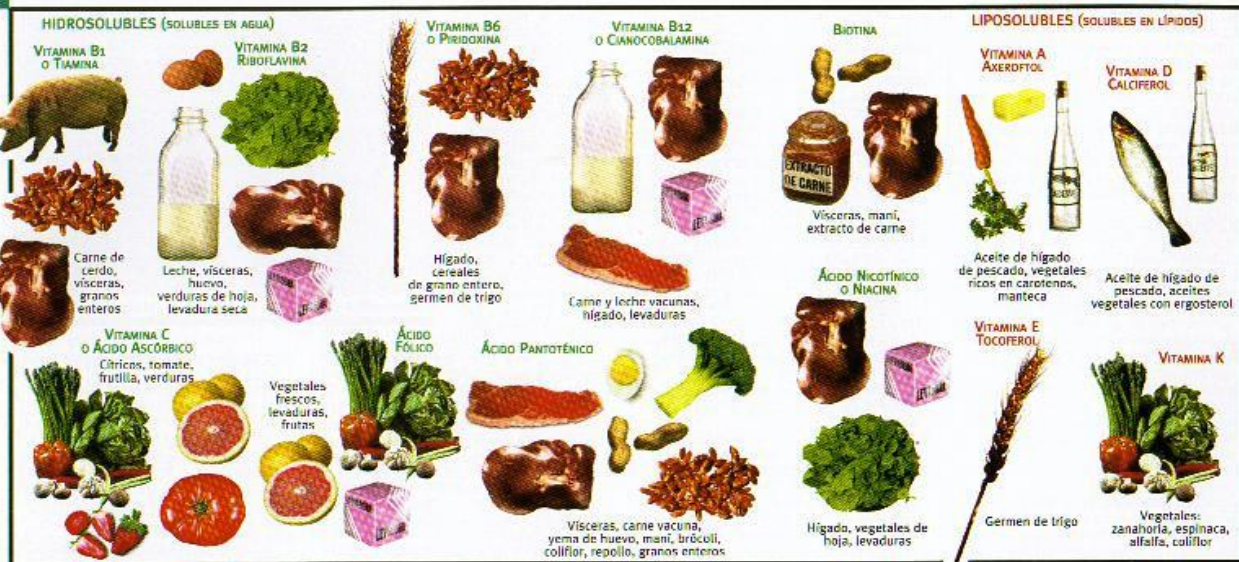 HIDROSOLUBLES (SOLUBLES EN AGUA)
VITAMINA B1
O TIAMINA
Carne de
cerdo,
vísceras,
granos
enteros
VITAMINA B2
RIBOFLAVINA
Leche, vísceras,
huevo,
verduras de hoja,
levadura seca
VITAMINA B6
O PIRIDOXINA
Hígado,
cereales
de grano entero,
germen de trigo
VITAMINA B12
O CIANOCOBALAMINA
Carne y leche vacunas,
hígado, levaduras
BIOTINA
EXTRACTO
DE CARNE
Vísceras, maní,
extracto de carne
LIPOSOLUBLES (SOLUBLES EN LÍPIDOS)
VITAMINA A
AXEROFTOL
Aceite de hígado
de pescado, vegetales
ricos en carotenos,
manteca
VITAMINA D
CALCIFEROL
Aceite de hígado de
pescado, aceites
vegetales con ergosterol
VITAMINA C
O ÁCIDO ASCÓRBICO
Cítricos, tomate,
frutilla, verduras
ÁCIDO
FÓLICO
Vegetales
frescos,
levaduras,
frutas
ÁCIDO PANTOTÉNICO
Vísceras, carne vacuna,
yema de huevo, maní, brócoli,
coliflor, repollo, granos enteros
ÁCIDO NICOTÍNICO
O NIACINA
Hígado, vegetales de
hoja, levaduras
VITAMINA E
TOCOFEROL
Germen de trigo
VITAMINA K
Vegetales:
zanahoria, espinaca,
alfalfa, coliflor